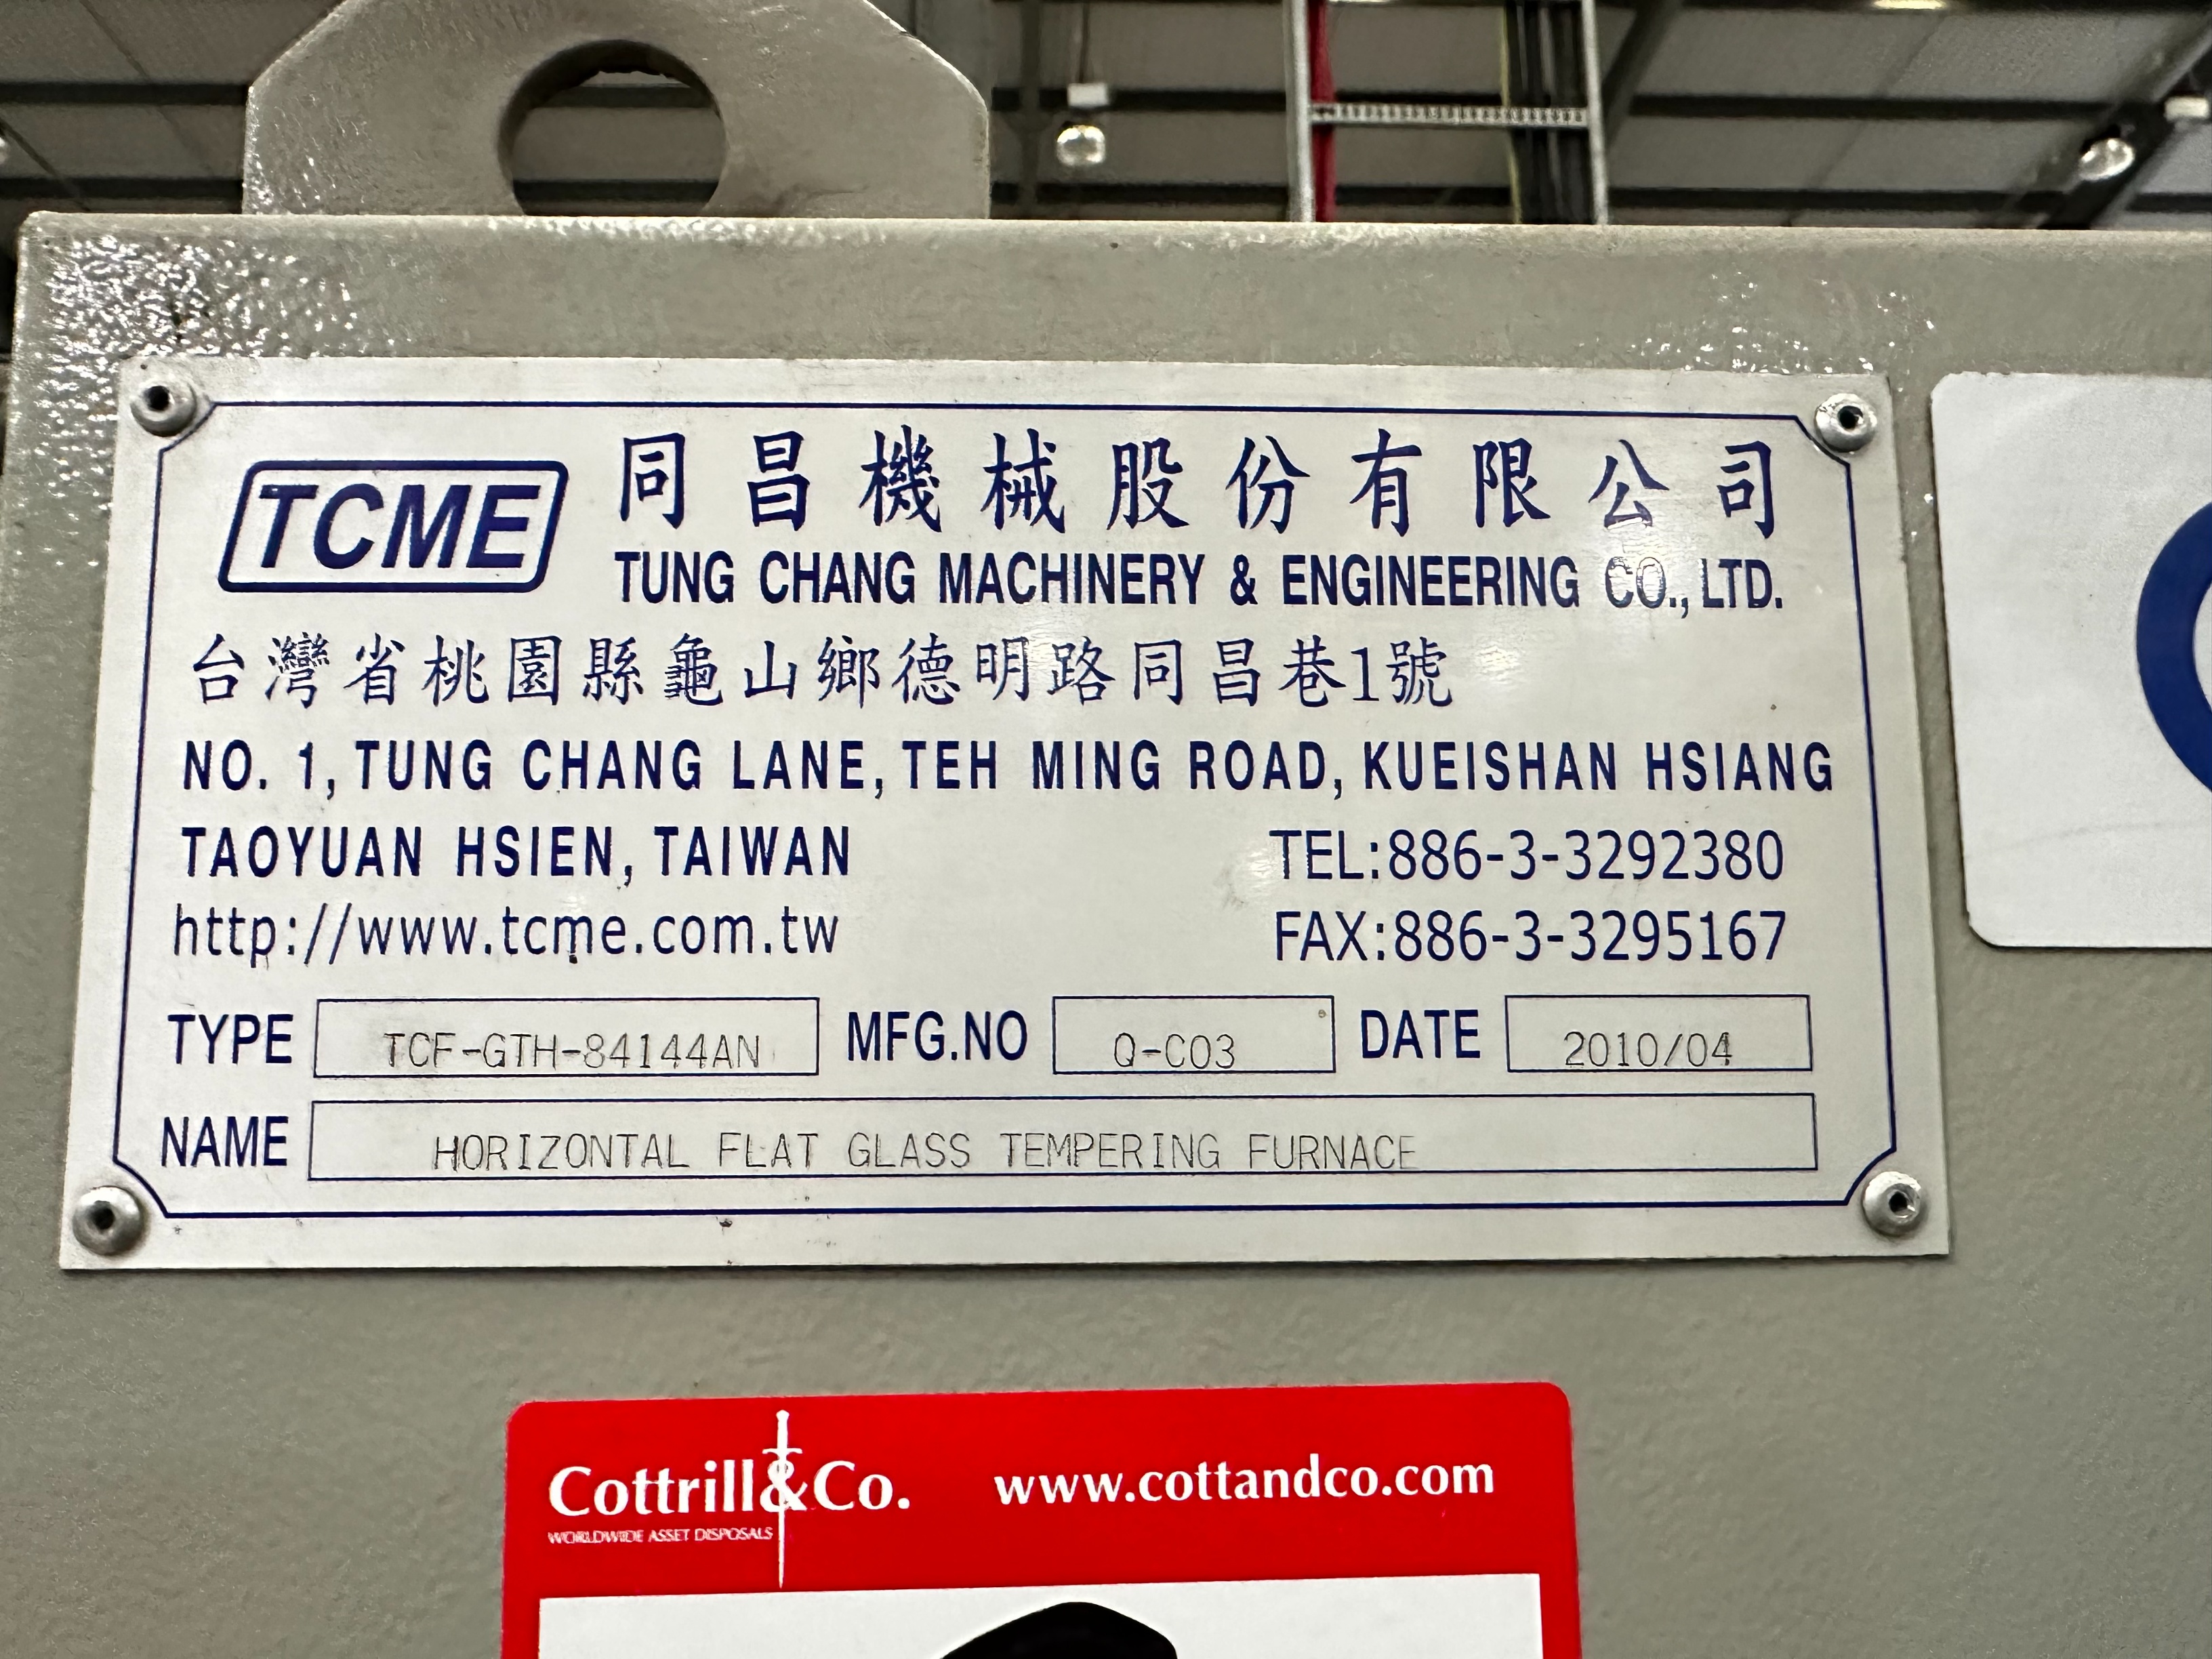 TCME
同昌機械股份有限公司
TUNG CHANG MACHINERY & ENGINEERING CO., LTD.
台灣省桃園縣龜山鄉德明路同昌巷1號
NO. 1, TUNG CHANG LANE, TEH MING ROAD, KUEISHAN HSIANG
TAOYUAN HSIEN, TAIWAN TEL:886-3-3292380
http://www.tcme.com.tw FAX:886-3-3295167
TYPE TCF-GTH-84144AN MFG.NO Q-C03 DATE 2010/04
NAME HORIZONTAL FLAT GLASS TEMPERING FURNACE
Cottrill&Co. www.cottandco.com
WORLDWIDE ASSET DISPOSALS